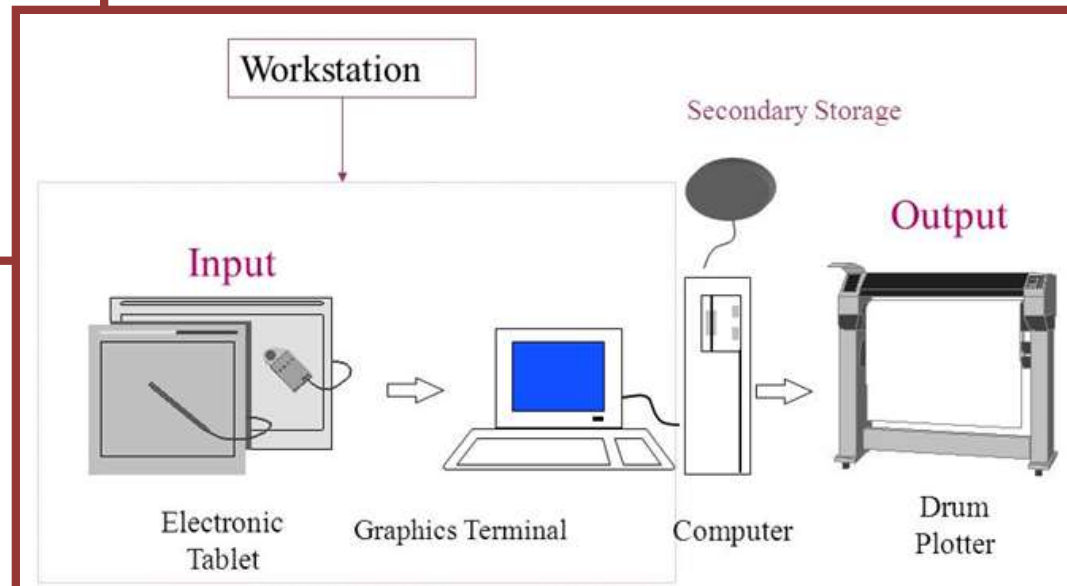 Workstation
Secondary Storage
Output
Input
Electronic
Tablet
Graphics Terminal
Computer
Drum
Plotter